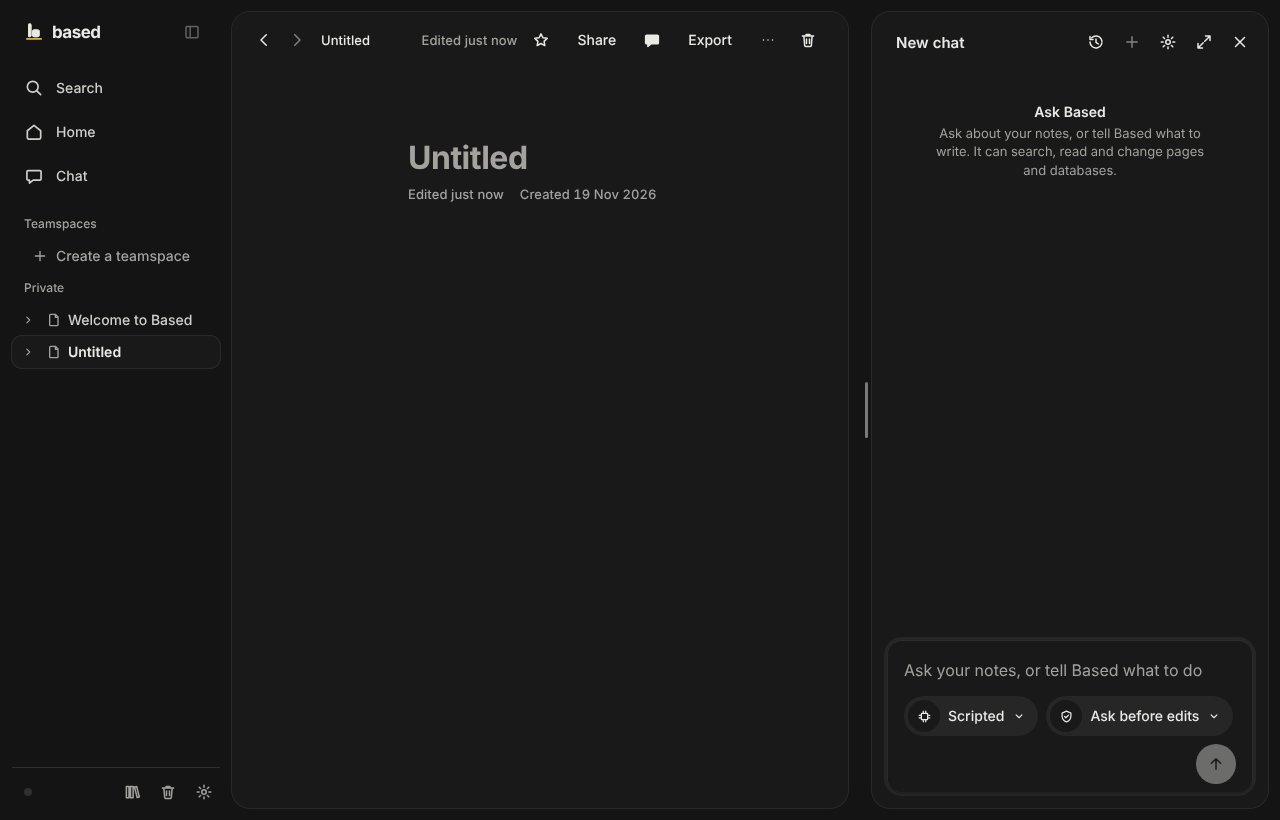 based
Search
Home
Chat
Teamspaces
Create a teamspace
Private
Welcome to Based
Untitled
Untitled
Edited just now
Share
Export
Untitled
Edited just now Created 19 Nov 2026
New chat
Ask Based
Ask about your notes, or tell Based what to
write. It can search, read and change pages
and databases.
Ask your notes, or tell Based what to do
Scripted
Ask before edits